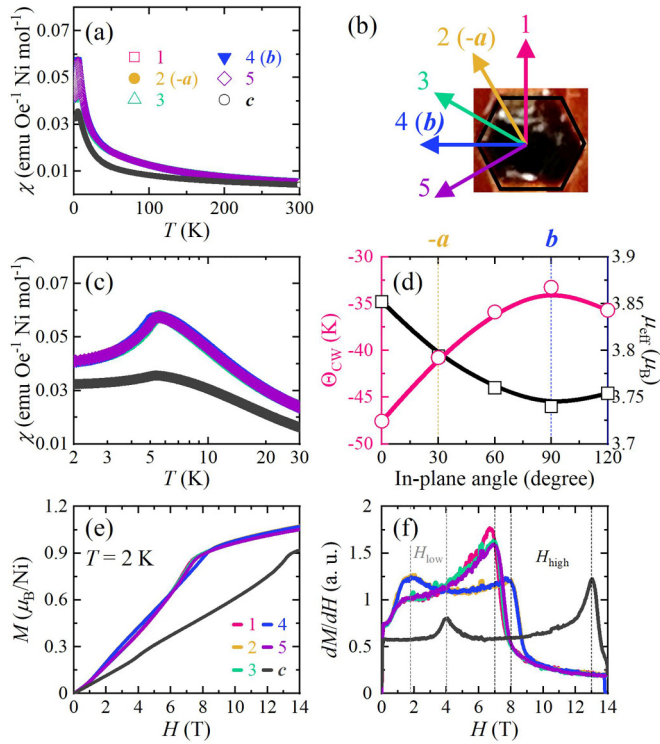 (a)
χ (emu Oe⁻¹ Ni mol⁻¹)
0.07
0.05
0.03
0.01
1
2 (-a)
3
4 (b)
5
c
0 100 200 300
T (K)
(b)
1
2 (-a)
3
4 (b)
5
(c)
χ (emu Oe⁻¹ Ni mol⁻¹)
0.07
0.05
0.03
0.01
2 5 10 30
T (K)
-a b
(d)
ΘCW (K)
-30
-35
-40
-45
-50
3.9
3.85
3.8
3.75
3.7
μeff (μB)
0 30 60 90 120
In-plane angle (degree)
(e)
T = 2 K
M (μB/Ni)
1.2
0.9
0.6
0.3
0
1 4
2 5
3 c
0 2 4 6 8 10 12 14
H (T)
(f)
dM/dH (a. u.)
2
1.5
1
0.5
0
Hlow
Hhigh
0 2 4 6 8 10 12 14
H (T)